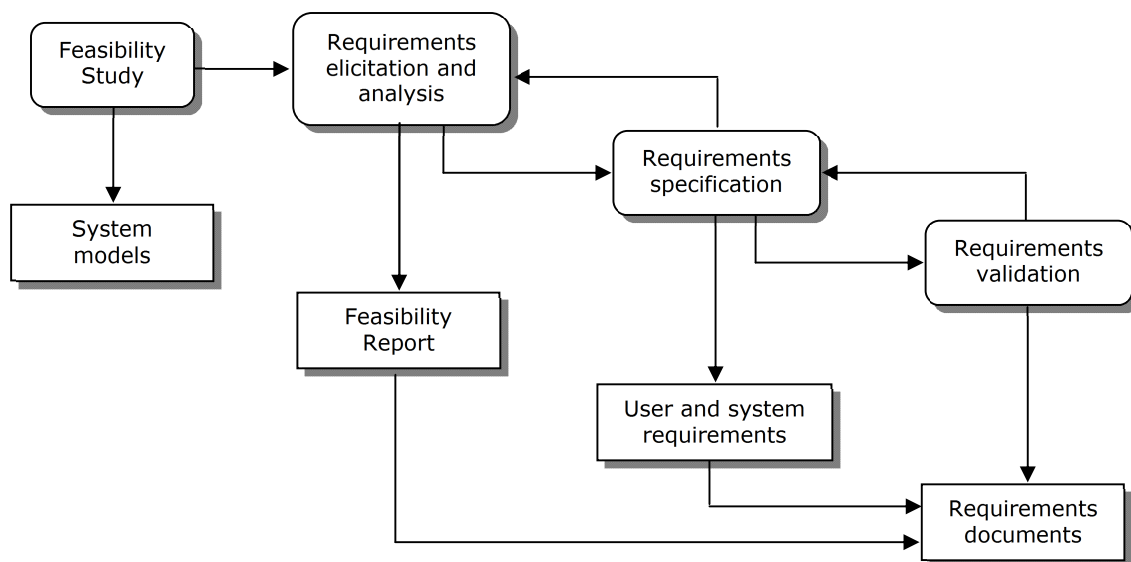 Feasibility
Study
Requirements
elicitation and
analysis
Requirements
specification
System
models
Requirements
validation
Feasibility
Report
User and system
requirements
Requirements
documents